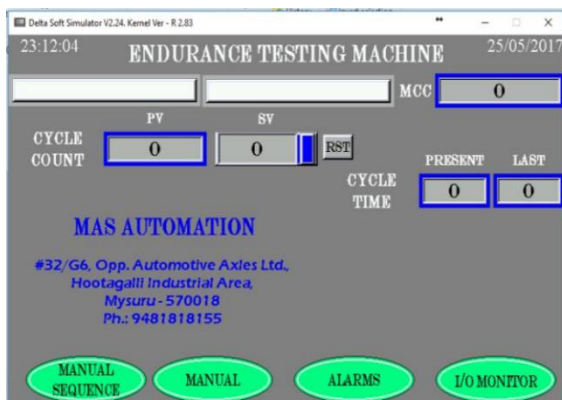 Delta Soft Simulator V2.24. Kernel Ver - R 2.83
23:12:04
ENDURANCE TESTING MACHINE
25/05/2017
MCC 0
PV SV
CYCLE COUNT 0 0 RST
PRESENT LAST
CYCLE TIME 0 0
MAS AUTOMATION
#32/G6, Opp. Automotive Axles Ltd.,
Hootagalli Industrial Area,
Mysuru - 570018
Ph.: 9481818155
MANUAL SEQUENCE
MANUAL
ALARMS
I/O MONITOR